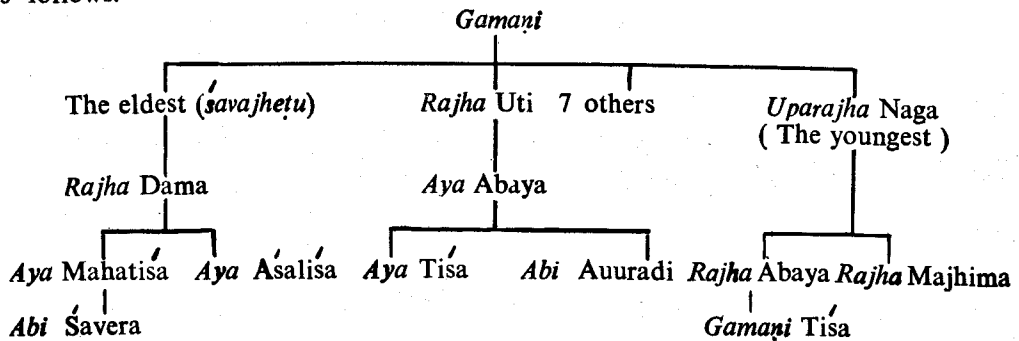 follows.
Gamaṇi
The eldest (śavajheṭu) Rajha Uti 7 others Uparajha Naga
( The youngest )
Rajha Dama Aya Abaya
Aya Mahatiśa Aya Aśaliśa Aya Tiśa Abi Auuradi Rajha Abaya Rajha Majhima
Abi Śavera Gamaṇi Tiśa